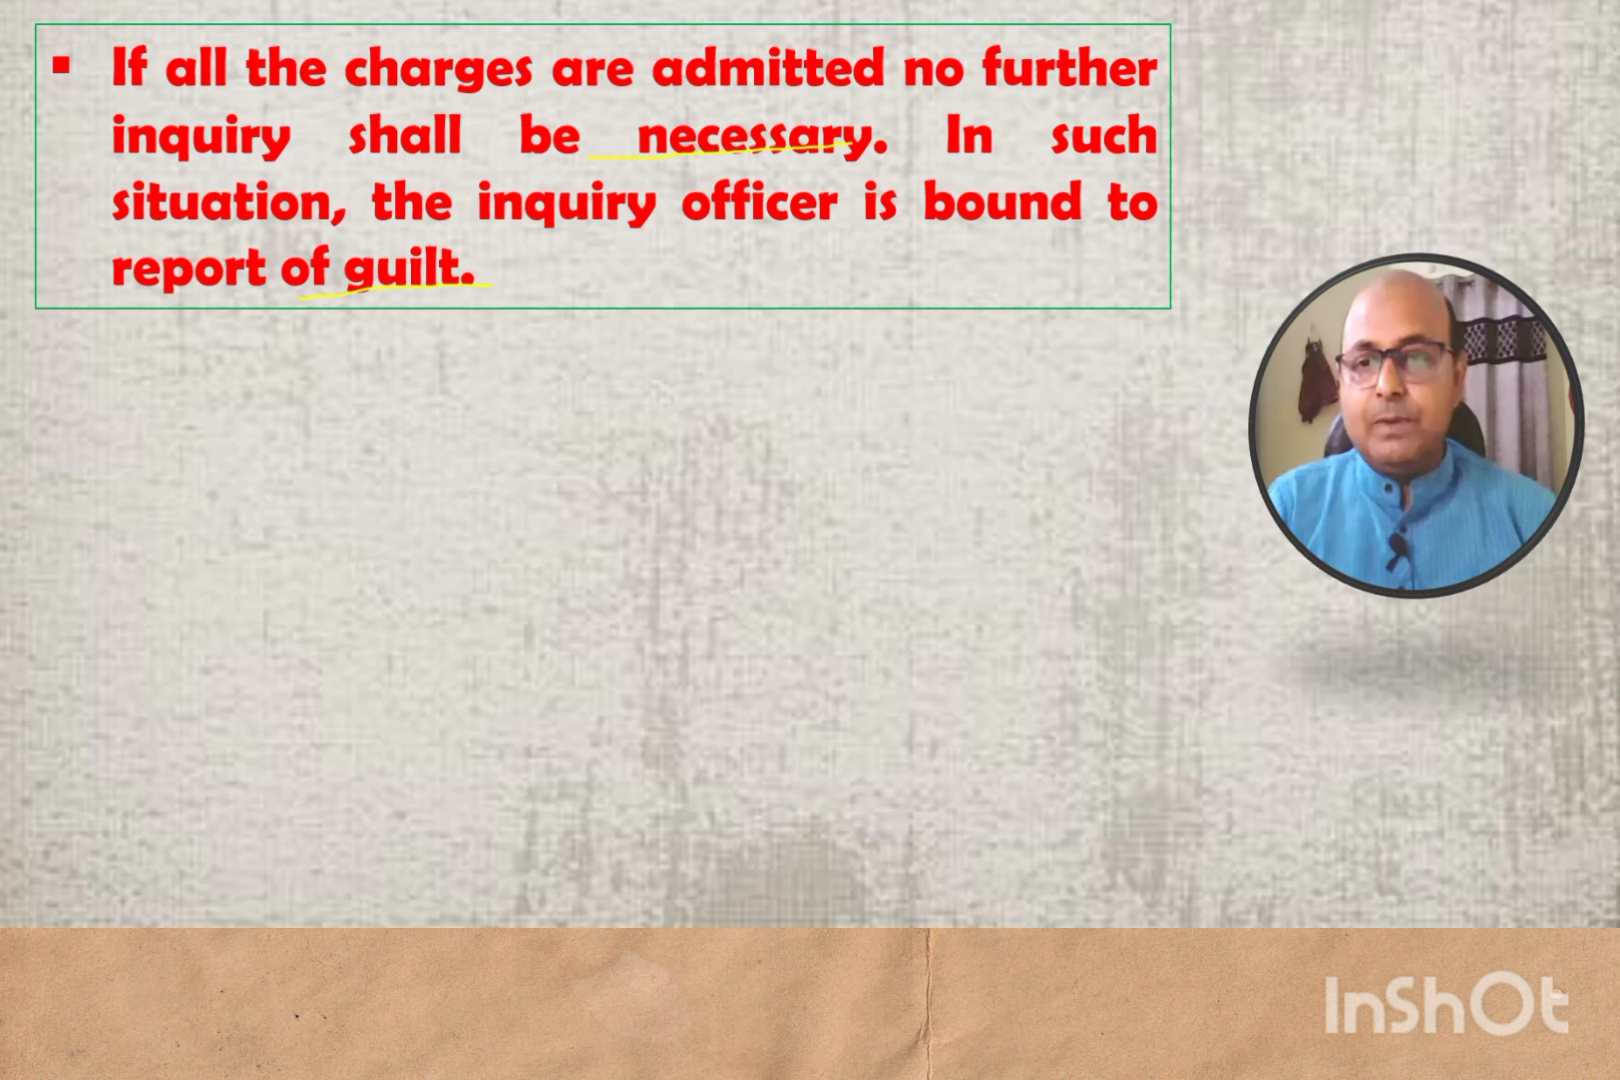 ▪ If all the charges are admitted no further
inquiry shall be necessary. In such
situation, the inquiry officer is bound to
report of guilt.
InShOt